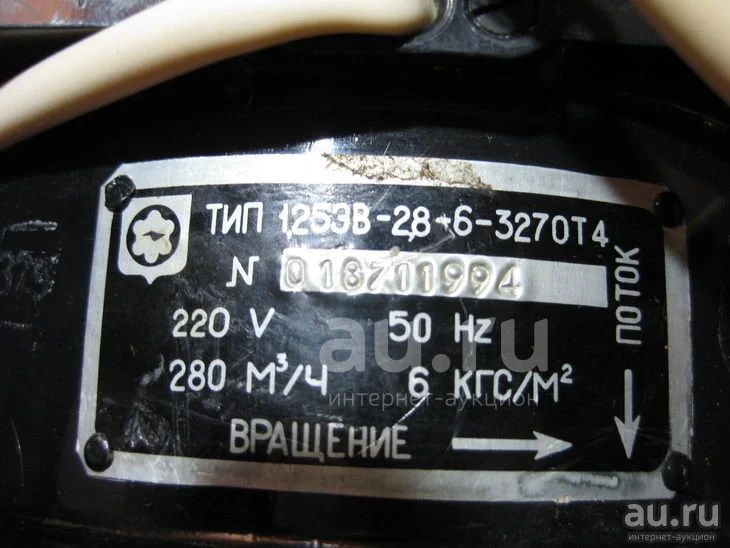 ТИП 1,25ЭВ-2,8-6-3270Т4
N 018711994
220 V 50 Hz
280 М³/Ч 6 КГС/М²
ВРАЩЕНИЕ
ПОТОК
au.ru
интернет-аукцион
au.ru
интернет-аукцион